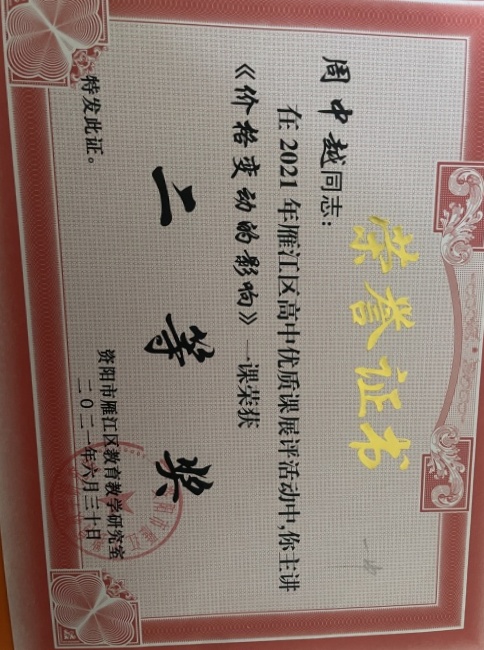 荣誉证书
周中越同志:
在2021年雁江区高中优质课展评活动中,你主讲
《价格变动的影响》一课荣获
二等奖
特发此证。
资阳市雁江区教育教学研究室
二〇二一年六月三十日